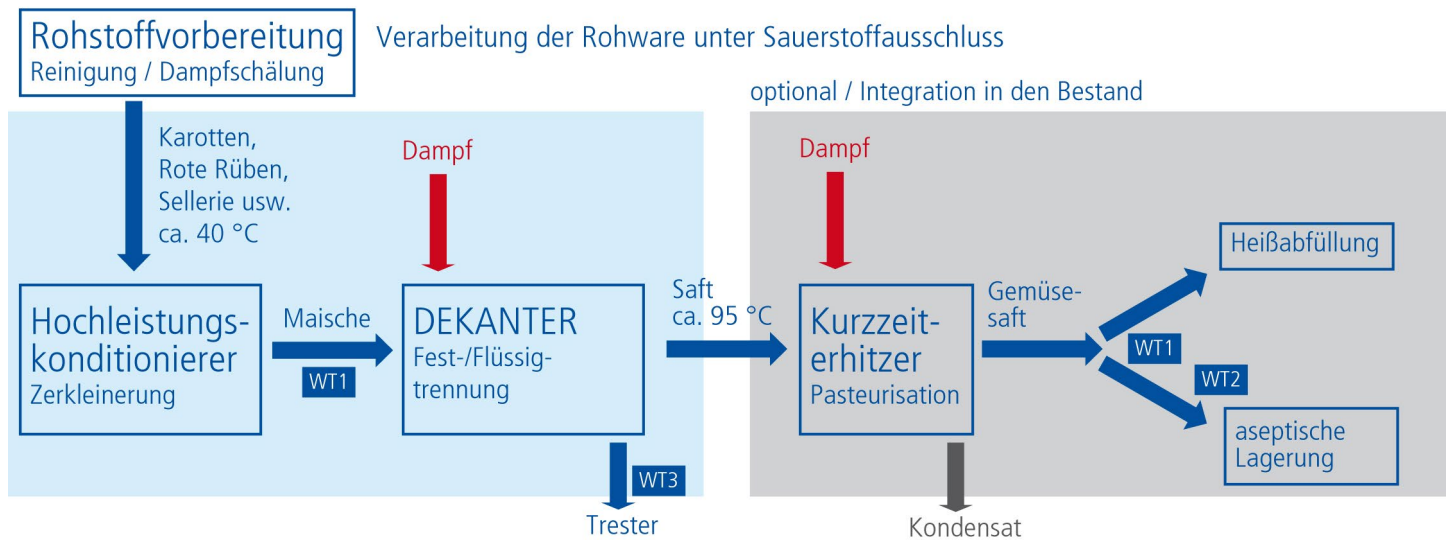 Rohstoffvorbereitung
Reinigung / Dampfschälung
Verarbeitung der Rohware unter Sauerstoffausschluss
optional / Integration in den Bestand
Karotten,
Rote Rüben,
Sellerie usw.
ca. 40 °C
Dampf
Dampf
Hochleistungs-
konditionierer
Zerkleinerung
Maische
WT1
DEKANTER
Fest-/Flüssig-
trennung
Saft
ca. 95 °C
Kurzzeit-
erhitzer
Pasteurisation
Gemüse-
saft
WT1
WT2
Heißabfüllung
aseptische
Lagerung
WT3
Trester
Kondensat